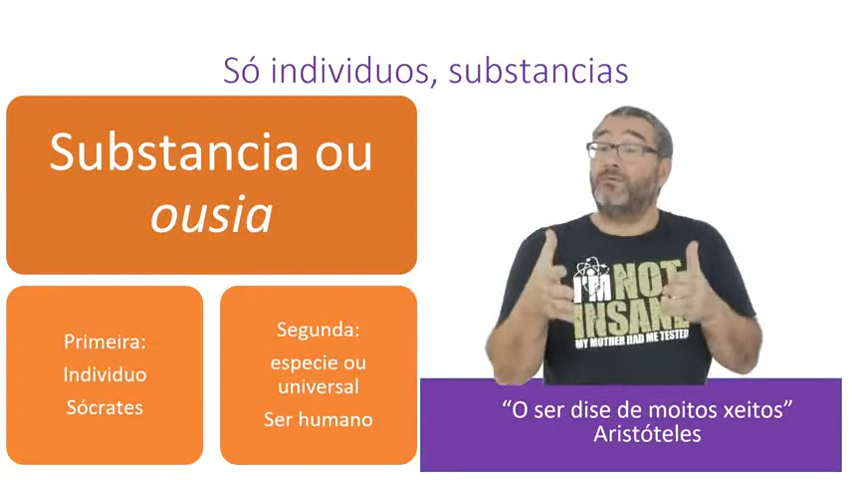 Só individuos, substancias
Substancia ou
ousia
Primeira:
Individuo
Sócrates
Segunda:
especie ou
universal
Ser humano
I'M NOT
INSANE
MY MOTHER HAD ME TESTED
“O ser dise de moitos xeitos”
Aristóteles